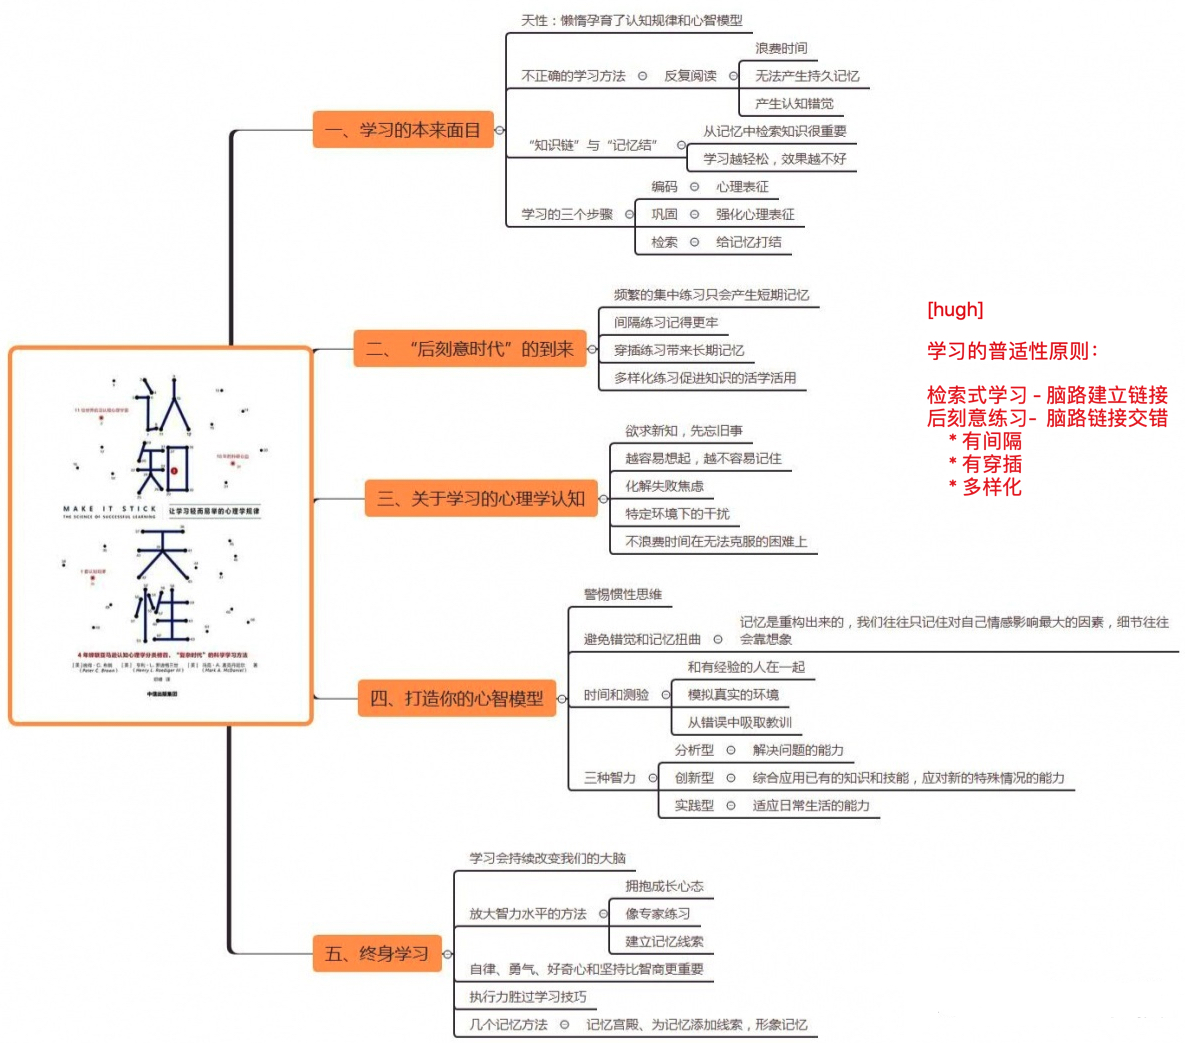 天性：懒惰孕育了认知规律和心智模型
不正确的学习方法
反复阅读
浪费时间
无法产生持久记忆
产生认知错觉
一、学习的本来面目
“知识链”与“记忆结”
从记忆中检索知识很重要
学习越轻松，效果越不好
学习的三个步骤
编码
心理表征
巩固
强化心理表征
检索
给记忆打结
二、“后刻意时代”的到来
频繁的集中练习只会产生短期记忆
间隔练习记得更牢
穿插练习带来长期记忆
多样化练习促进知识的活学活用
[hugh]
学习的普适性原则：
检索式学习 - 脑路建立链接
后刻意练习- 脑路链接交错
* 有间隔
* 有穿插
* 多样化
认知天性
MAKE IT STICK
THE SCIENCE OF SUCCESSFUL LEARNING
让学习轻而易举的心理学规律
4 年蝉联亚马逊认知心理学分类榜首，“后刻意时代”的科学学习方法
(Peter C. Brown)
(Henry L. Roediger III)
(Mark A. McDaniel)
中信出版集团
三、关于学习的心理学认知
欲求新知，先忘旧事
越容易想起，越不容易记住
化解失败焦虑
特定环境下的干扰
不浪费时间在无法克服的困难上
四、打造你的心智模型
警惕惯性思维
避免错觉和记忆扭曲
记忆是重构出来的，我们往往只记住对自己情感影响最大的因素，细节往往
会靠想象
时间和测验
和有经验的人在一起
模拟真实的环境
从错误中吸取教训
三种智力
分析型
解决问题的能力
创新型
综合应用已有的知识和技能，应对新的特殊情况的能力
实践型
适应日常生活的能力
五、终身学习
学习会持续改变我们的大脑
放大智力水平的方法
拥抱成长心态
像专家练习
建立记忆线索
自律、勇气、好奇心和坚持比智商更重要
执行力胜过学习技巧
几个记忆方法
记忆宫殿、为记忆添加线索，形象记忆